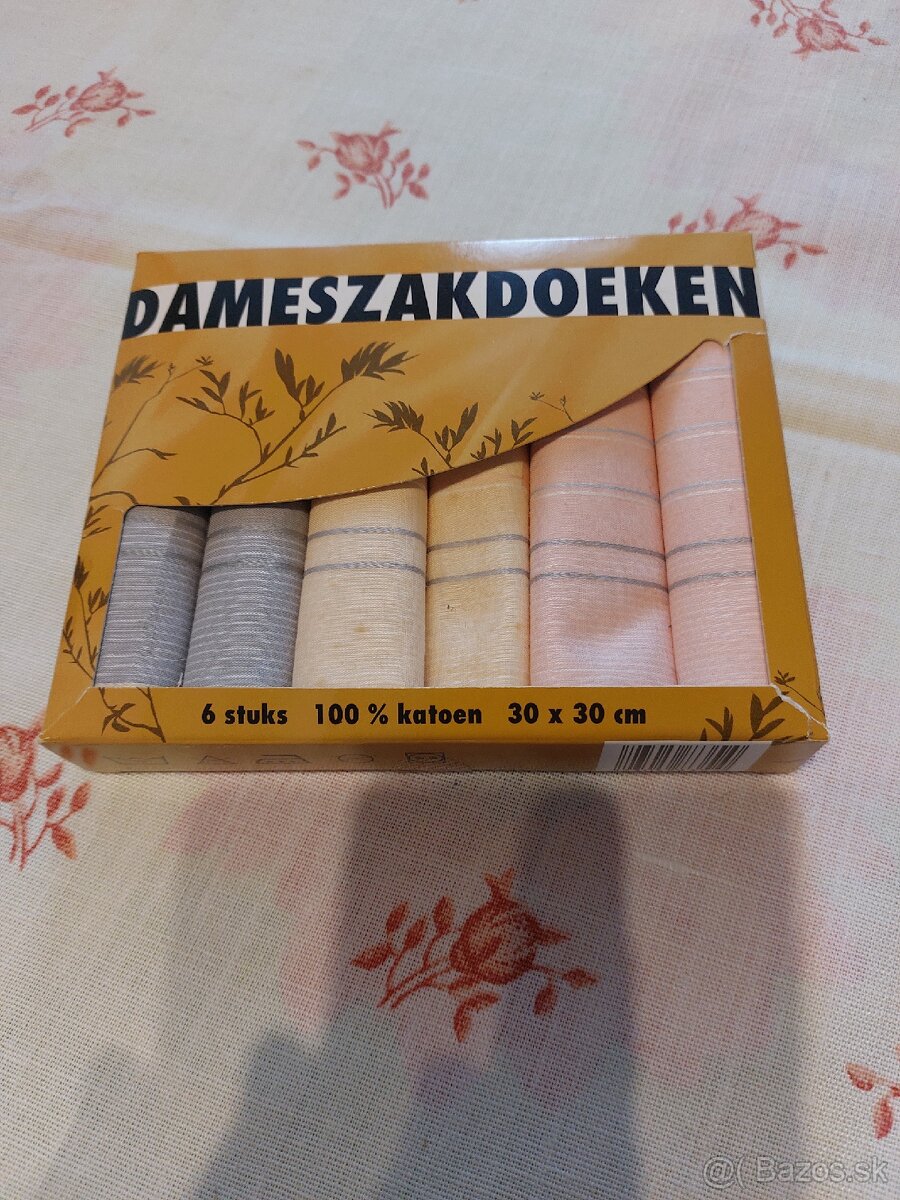 DAMESZAKDOEKEN
6 stuks 100 % katoen 30 x 30 cm
@( Bazos.sk